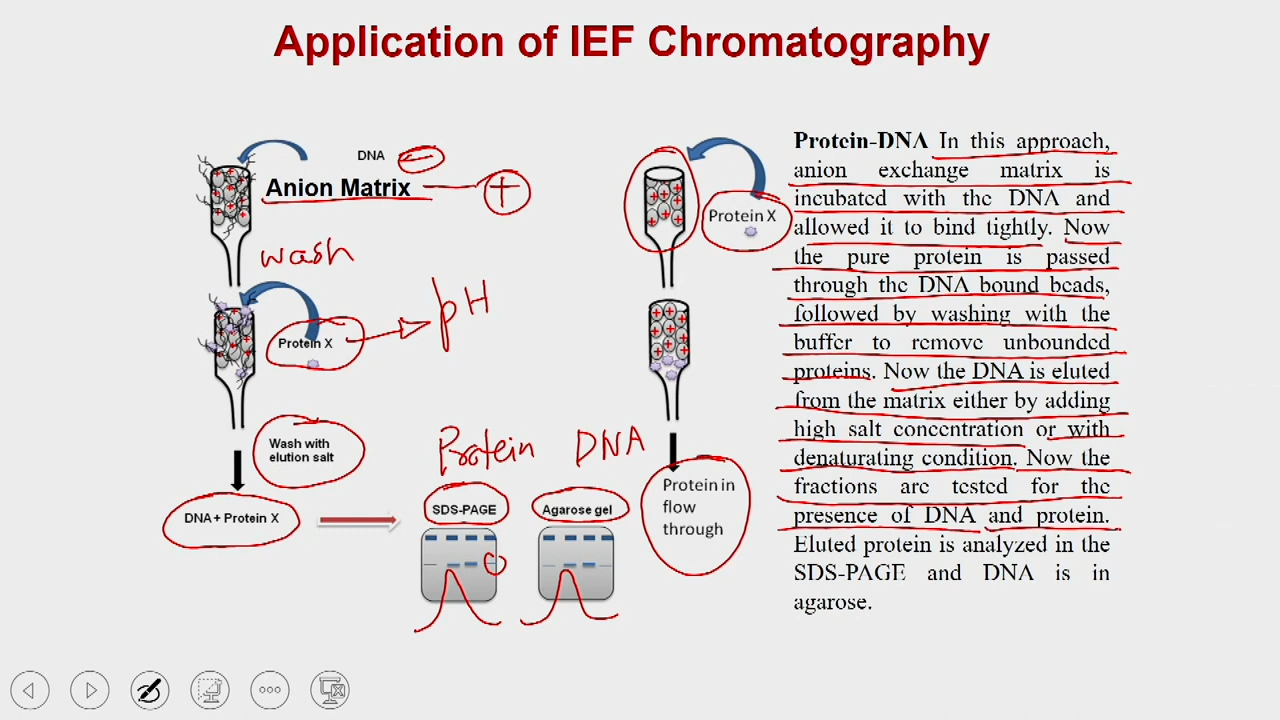 Application of IEF Chromatography
DNA
Anion Matrix
+
wash
Protein X
pH
Wash with
elution salt
DNA + Protein X
Protein DNA
SDS-PAGE
Agarose gel
Protein X
Protein in
flow
through
Protein-DNA In this approach,
anion exchange matrix is
incubated with the DNA and
allowed it to bind tightly. Now
the pure protein is passed
through the DNA bound beads,
followed by washing with the
buffer to remove unbounded
proteins. Now the DNA is eluted
from the matrix either by adding
high salt concentration or with
denaturating condition. Now the
fractions are tested for the
presence of DNA and protein.
Eluted protein is analyzed in the
SDS-PAGE and DNA is in
agarose.